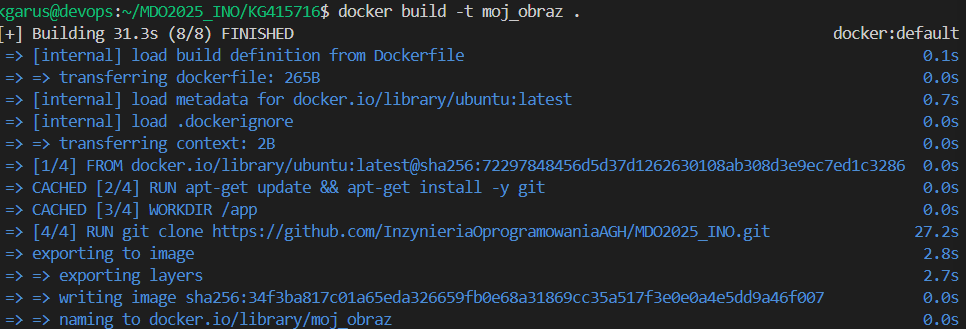 kgarus@devops:~/MDO2025_INO/KG415716$ docker build -t moj_obraz .
[+] Building 31.3s (8/8) FINISHED docker:default
=> [internal] load build definition from Dockerfile 0.1s
=> => transferring dockerfile: 265B 0.0s
=> [internal] load metadata for docker.io/library/ubuntu:latest 0.7s
=> [internal] load .dockerignore 0.0s
=> => transferring context: 2B 0.0s
=> [1/4] FROM docker.io/library/ubuntu:latest@sha256:72297848456d5d37d1262630108ab308d3e9ec7ed1c3286 0.0s
=> CACHED [2/4] RUN apt-get update && apt-get install -y git 0.0s
=> CACHED [3/4] WORKDIR /app 0.0s
=> [4/4] RUN git clone https://github.com/InzynieriaOprogramowaniaAGH/MDO2025_INO.git 27.2s
=> exporting to image 2.8s
=> => exporting layers 2.7s
=> => writing image sha256:34f3ba817c01a65eda326659fb0e68a31869cc35a517f3e0e0a4e5dd9a46f007 0.0s
=> => naming to docker.io/library/moj_obraz 0.0s